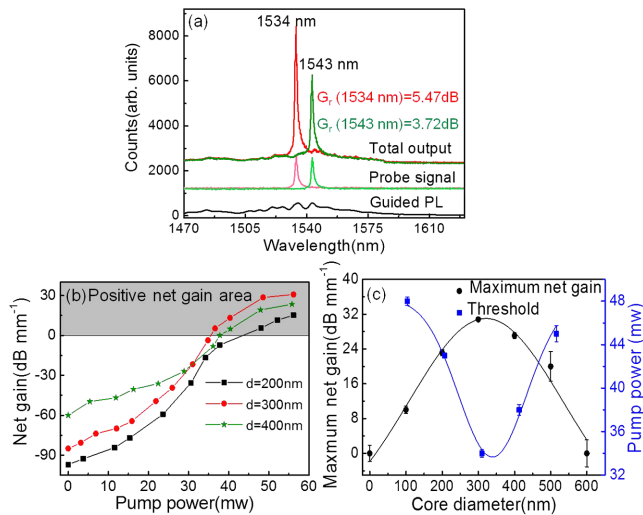 (a)
1534 nm
1543 nm
Gr (1534 nm)=5.47dB
Gr (1543 nm)=3.72dB
Total output
Probe signal
Guided PL
Counts(arb. units)
8000
6000
4000
2000
0
1470 1505 1540 1575 1610
Wavelength(nm)
(b) Positive net gain area
Net gain(dB mm⁻¹)
30
0
-30
-60
-90
d=200nm
d=300nm
d=400nm
0 10 20 30 40 50 60
Pump power(mw)
(c)
Maximum net gain
Threshold
Maxmum net gain(dB mm⁻¹)
40
32
24
16
8
0
48
44
40
36
32
Pump power (mw)
0 100 200 300 400 500 600
Core diameter(nm)